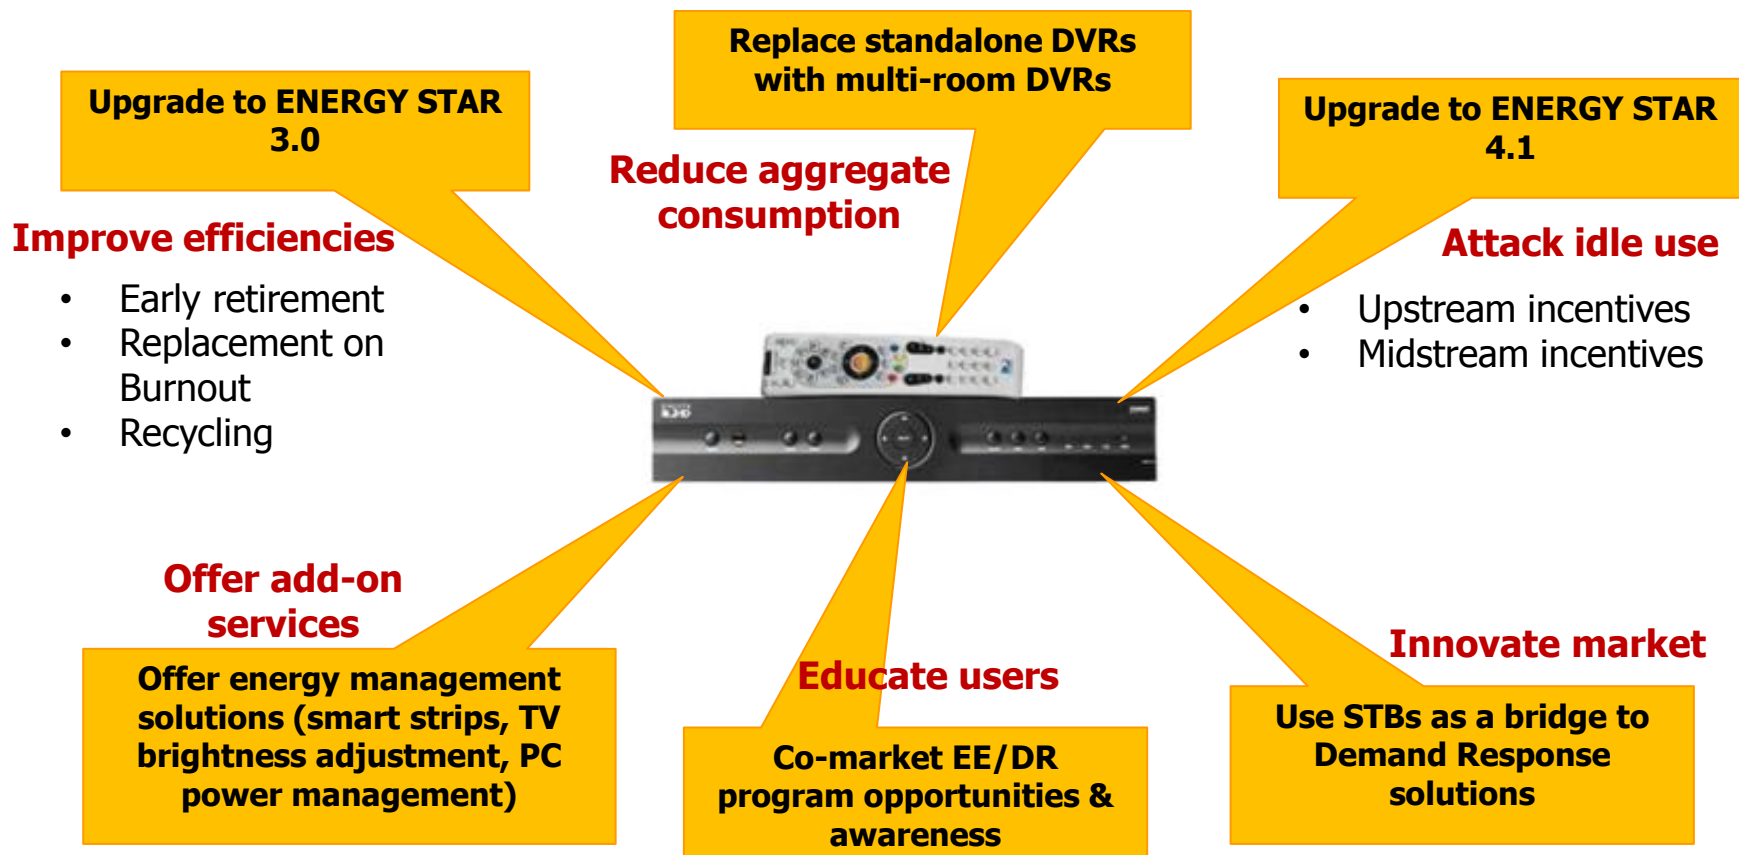 Replace standalone DVRs
with multi-room DVRs
Upgrade to ENERGY STAR
3.0
Upgrade to ENERGY STAR
4.1
Reduce aggregate
consumption
Improve efficiencies
• Early retirement
• Replacement on
Burnout
• Recycling
Attack idle use
• Upstream incentives
• Midstream incentives
Offer add-on
services
Offer energy management
solutions (smart strips, TV
brightness adjustment, PC
power management)
Educate users
Co-market EE/DR
program opportunities &
awareness
Innovate market
Use STBs as a bridge to
Demand Response
solutions